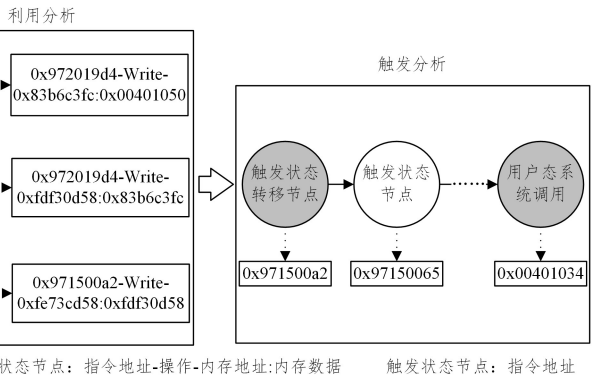 利用分析
0x972019d4-Write-
0x83b6c3fc:0x00401050
0x972019d4-Write-
0xfdf30d58:0x83b6c3fc
0x971500a2-Write-
0xfe73cd58:0xfdf30d58
触发分析
触发状态
转移节点
触发状态
节点
用户态系
统调用
0x971500a2
0x97150065
0x00401034
状态节点：指令地址-操作-内存地址:内存数据
触发状态节点：指令地址